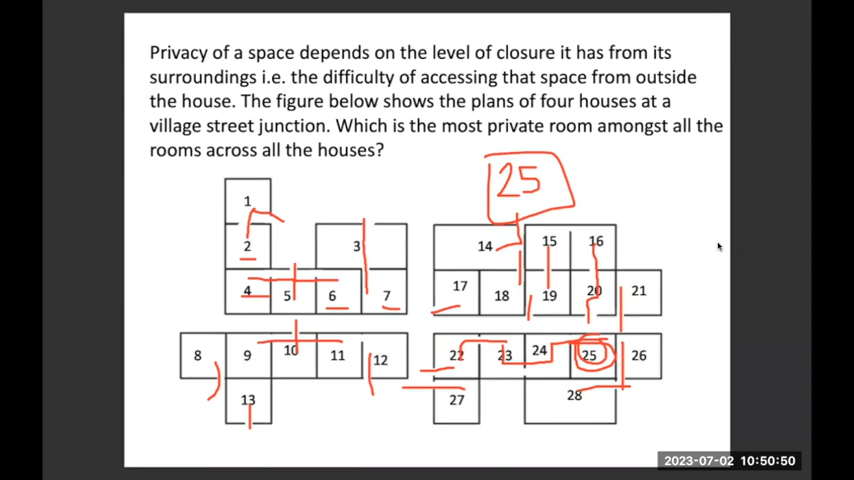 Privacy of a space depends on the level of closure it has from its
surroundings i.e. the difficulty of accessing that space from outside
the house. The figure below shows the plans of four houses at a
village street junction. Which is the most private room amongst all the
rooms across all the houses?
25
1
2 3 14 15 16
4 5 6 7 17 18 19 20 21
8 9 10 11 12 22 23 24 25 26
13 27 28
2023-07-02 10:50:50